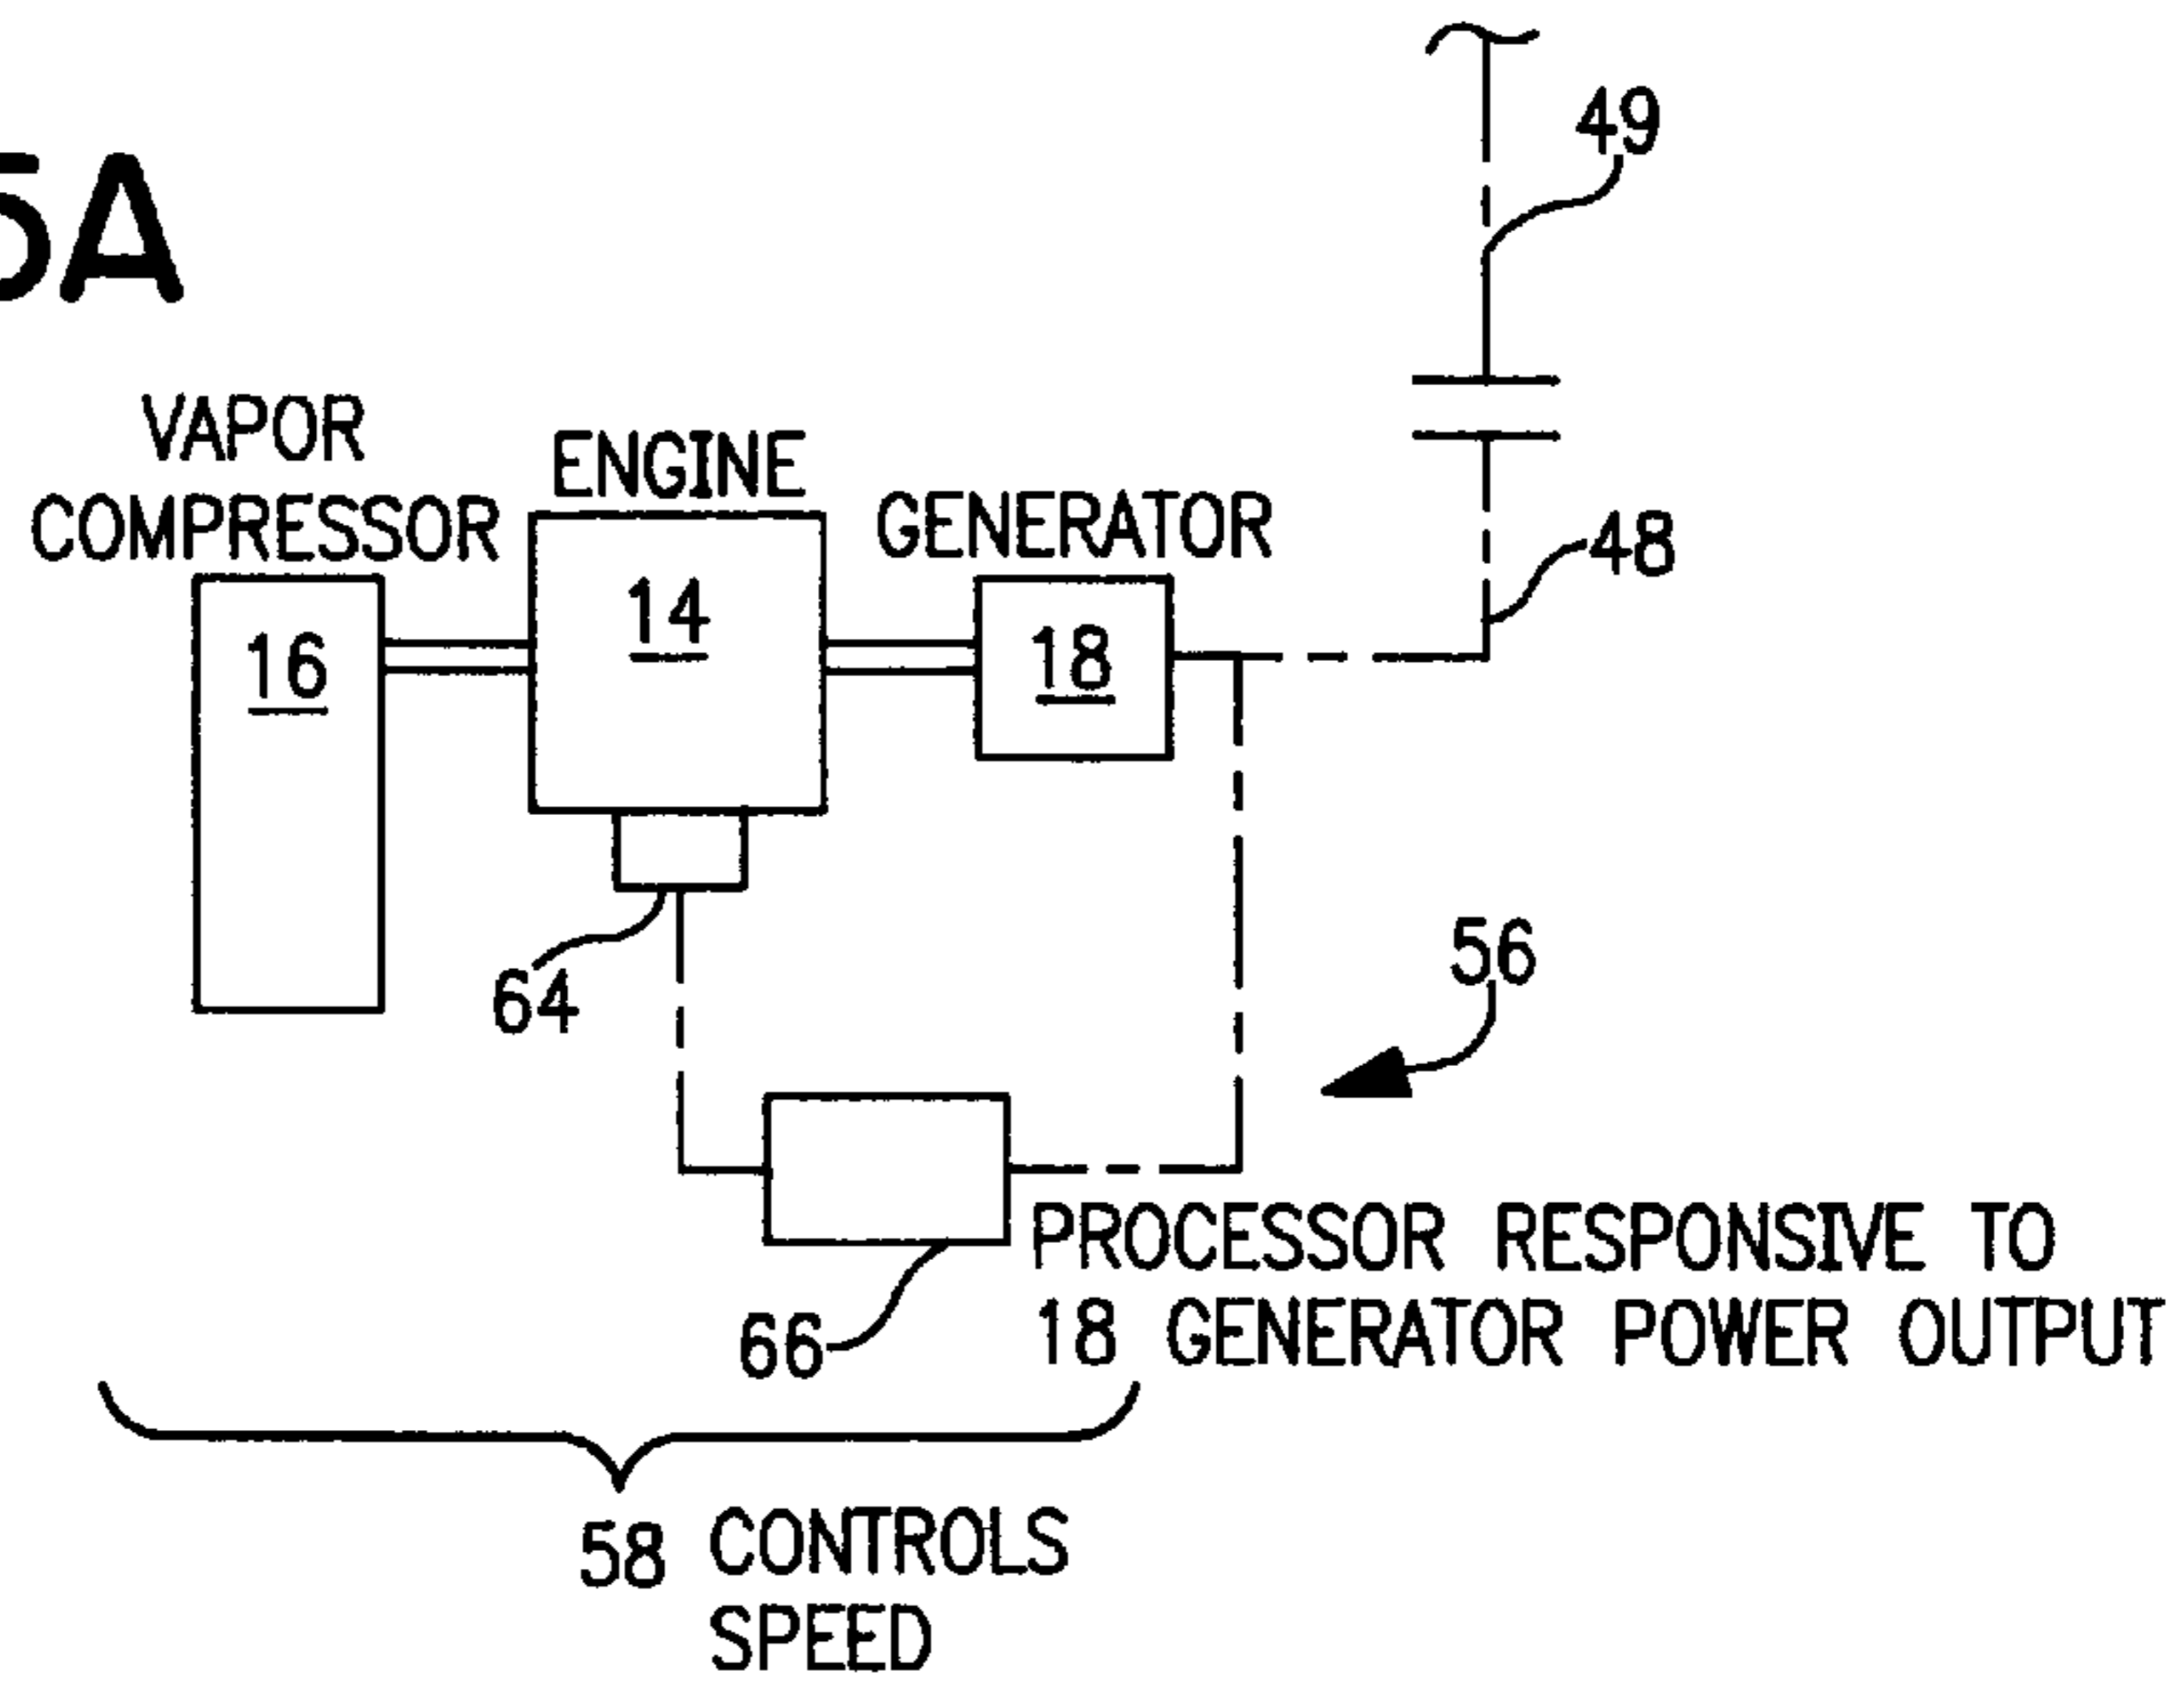 5A
49
VAPOR
COMPRESSOR
ENGINE
GENERATOR
48
14
16
18
64
56
PROCESSOR RESPONSIVE TO
18 GENERATOR POWER OUTPUT
66
58 CONTROLS
SPEED